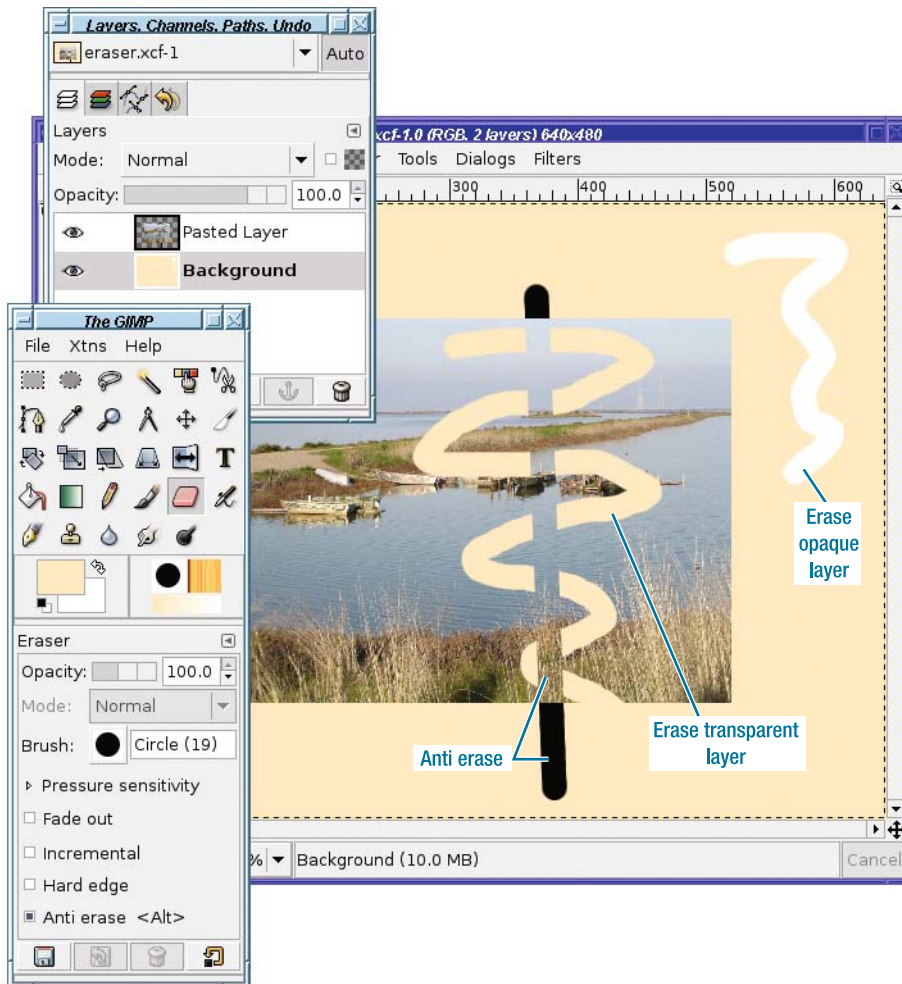 Layers, Channels, Paths, Undo
eraser.xcf-1
Auto
Layers
Mode: Normal
Opacity: 100.0
Pasted Layer
Background
xcf-1.0 (RGB, 2 layers) 640x480
Tools Dialogs Filters
300 400 500 600
The GIMP
File Xtns Help
T
Eraser
Opacity: 100.0
Mode: Normal
Brush: Circle (19)
Pressure sensitivity
Fade out
Incremental
Hard edge
Anti erase <Alt>
Erase
opaque
layer
Erase transparent
layer
Anti erase
% Background (10.0 MB) Cancel